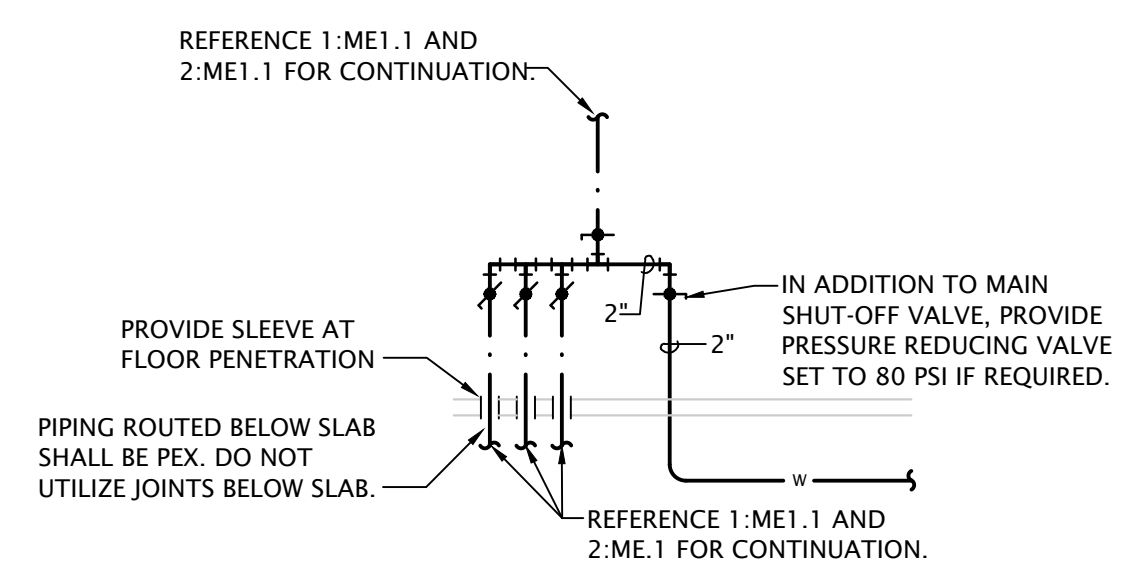 REFERENCE 1:ME1.1 AND
2:ME1.1 FOR CONTINUATION.
IN ADDITION TO MAIN
SHUT-OFF VALVE, PROVIDE
PRESSURE REDUCING VALVE
SET TO 80 PSI IF REQUIRED.
2"
2"
PROVIDE SLEEVE AT
FLOOR PENETRATION
PIPING ROUTED BELOW SLAB
SHALL BE PEX. DO NOT
UTILIZE JOINTS BELOW SLAB.
W
REFERENCE 1:ME1.1 AND
2:ME.1 FOR CONTINUATION.